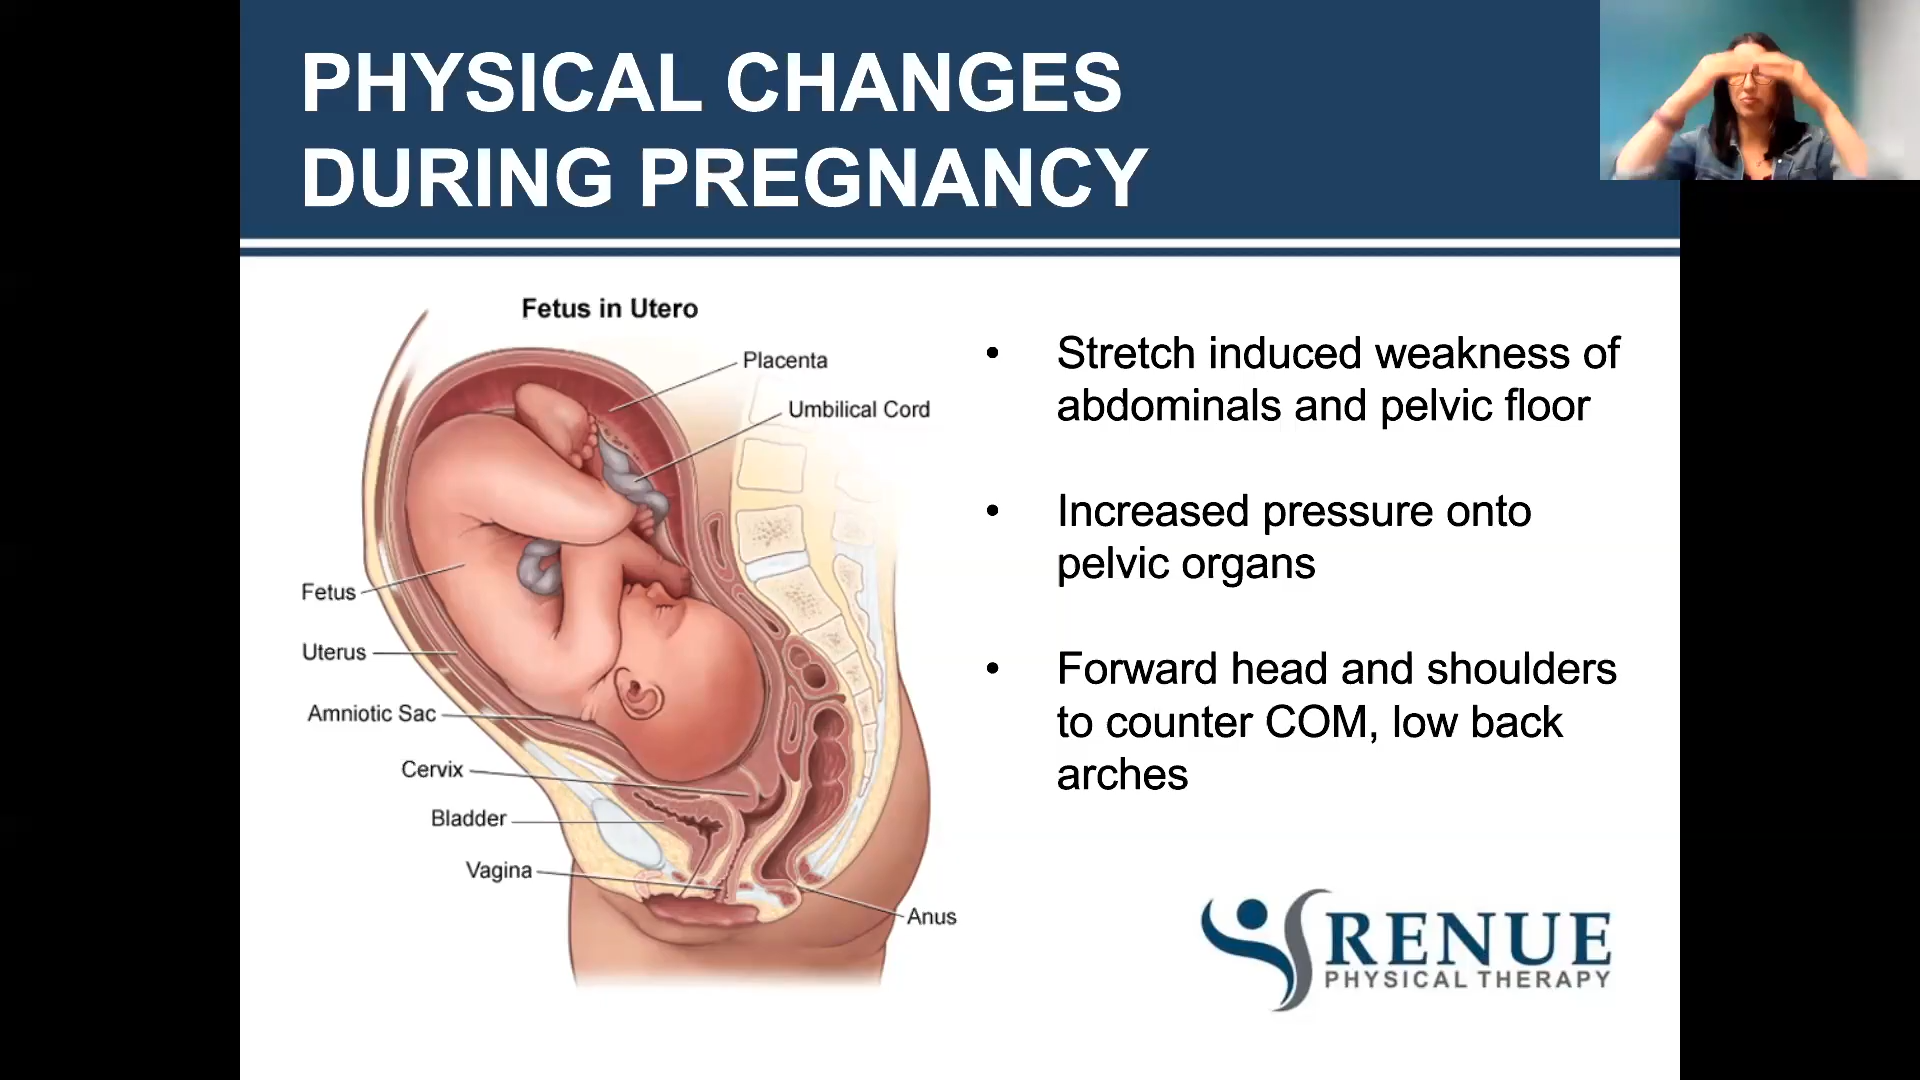 PHYSICAL CHANGES
DURING PREGNANCY
Fetus in Utero
Placenta
Umbilical Cord
Fetus
Uterus
Amniotic Sac
Cervix
Bladder
Vagina
Anus
• Stretch induced weakness of
abdominals and pelvic floor
• Increased pressure onto
pelvic organs
• Forward head and shoulders
to counter COM, low back
arches
RENUE
PHYSICAL THERAPY